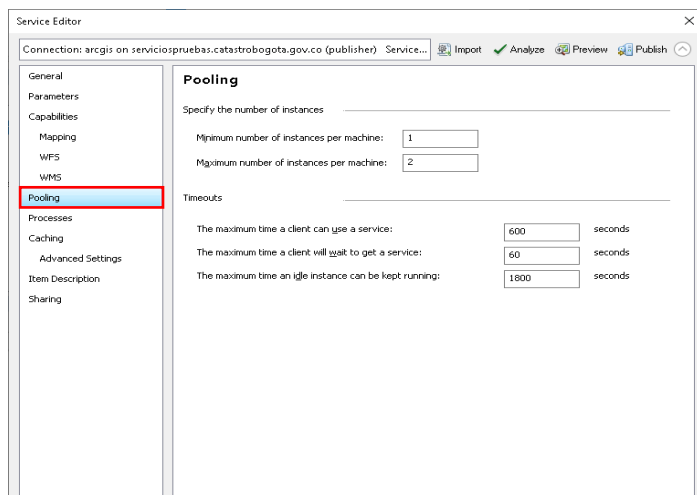 Service Editor
Connection: arcgis on serviciospruebas.catastrobogota.gov.co (publisher) Service... Import Analyze Preview Publish
General
Parameters
Capabilities
Mapping
WFS
WMS
Pooling
Processes
Caching
Advanced Settings
Item Description
Sharing
Pooling
Specify the number of instances
Minimum number of instances per machine: 1
Maximum number of instances per machine: 2
Timeouts
The maximum time a client can use a service: 600 seconds
The maximum time a client will wait to get a service: 60 seconds
The maximum time an idle instance can be kept running: 1800 seconds